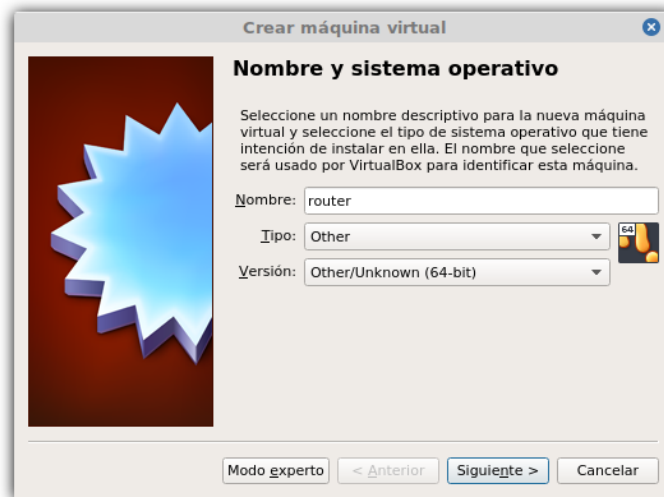 Crear máquina virtual
Nombre y sistema operativo
Seleccione un nombre descriptivo para la nueva máquina
virtual y seleccione el tipo de sistema operativo que tiene
intención de instalar en ella. El nombre que seleccione
será usado por VirtualBox para identificar esta máquina.
Nombre: router
Tipo: Other
64
Versión: Other/Unknown (64-bit)
Modo experto < Anterior Siguiente > Cancelar